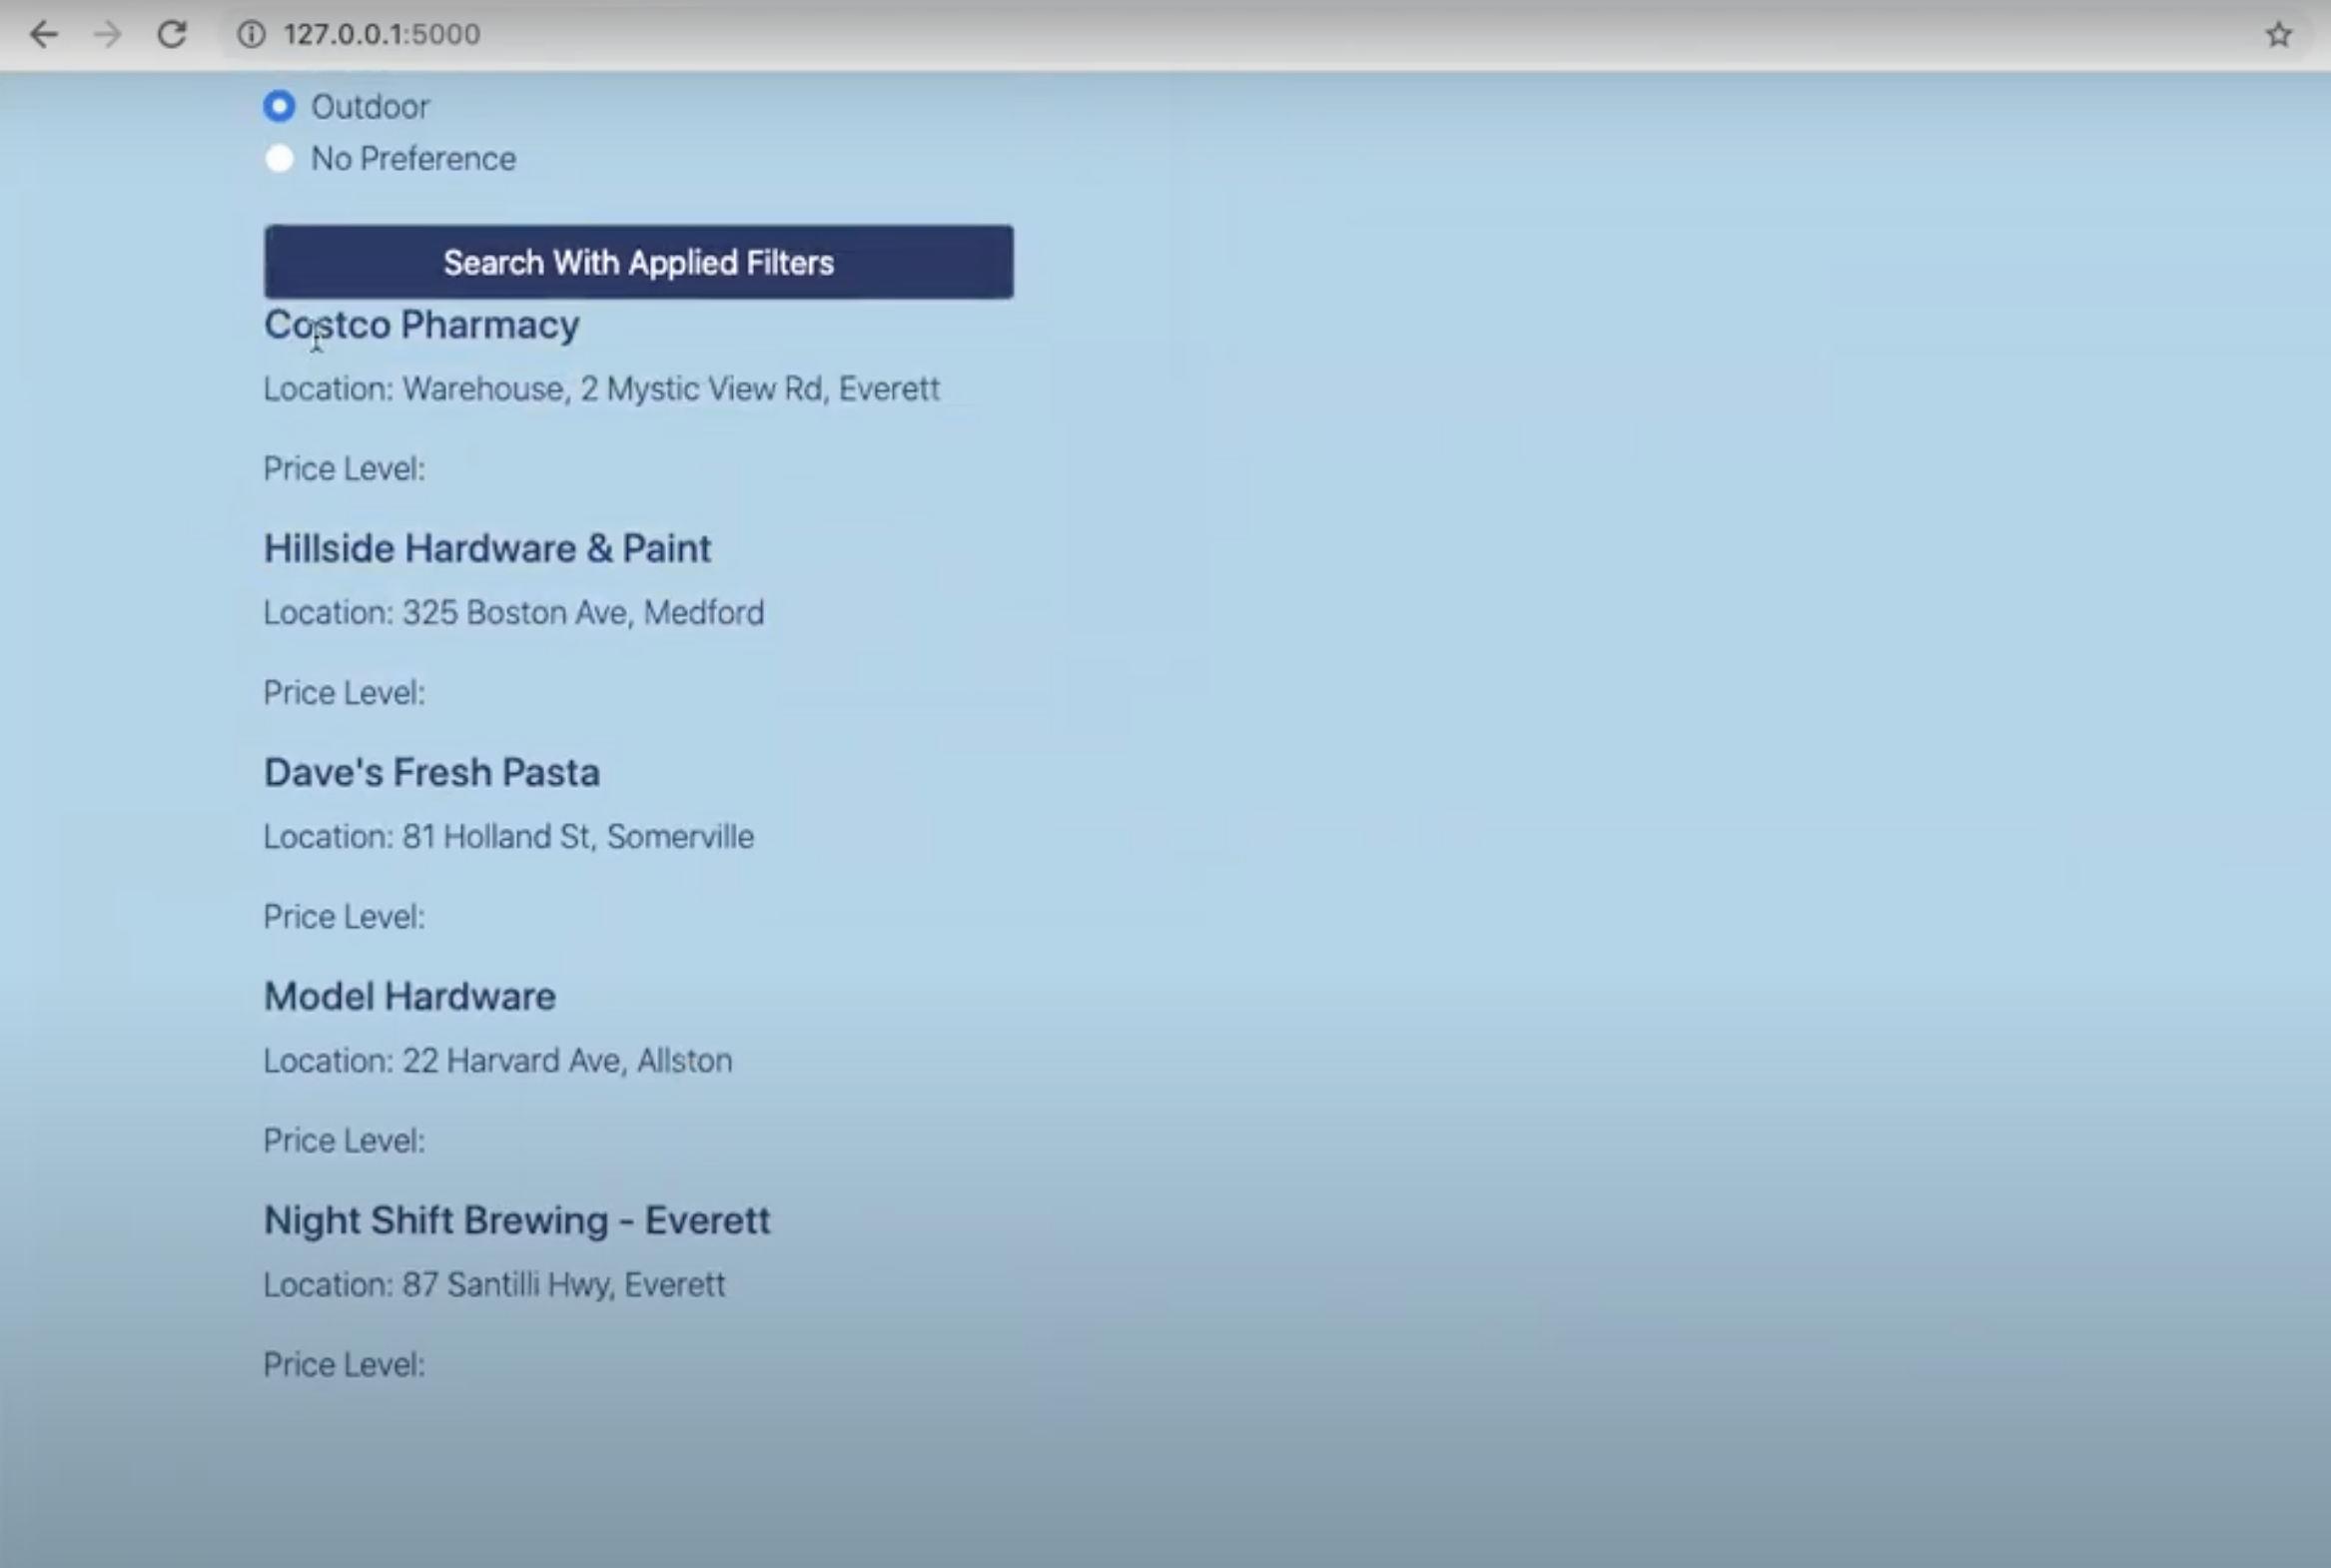 127.0.0.1:5000
Outdoor
No Preference
Search With Applied Filters
Costco Pharmacy
Location: Warehouse, 2 Mystic View Rd, Everett
Price Level:
Hillside Hardware & Paint
Location: 325 Boston Ave, Medford
Price Level:
Dave's Fresh Pasta
Location: 81 Holland St, Somerville
Price Level:
Model Hardware
Location: 22 Harvard Ave, Allston
Price Level:
Night Shift Brewing - Everett
Location: 87 Santilli Hwy, Everett
Price Level: